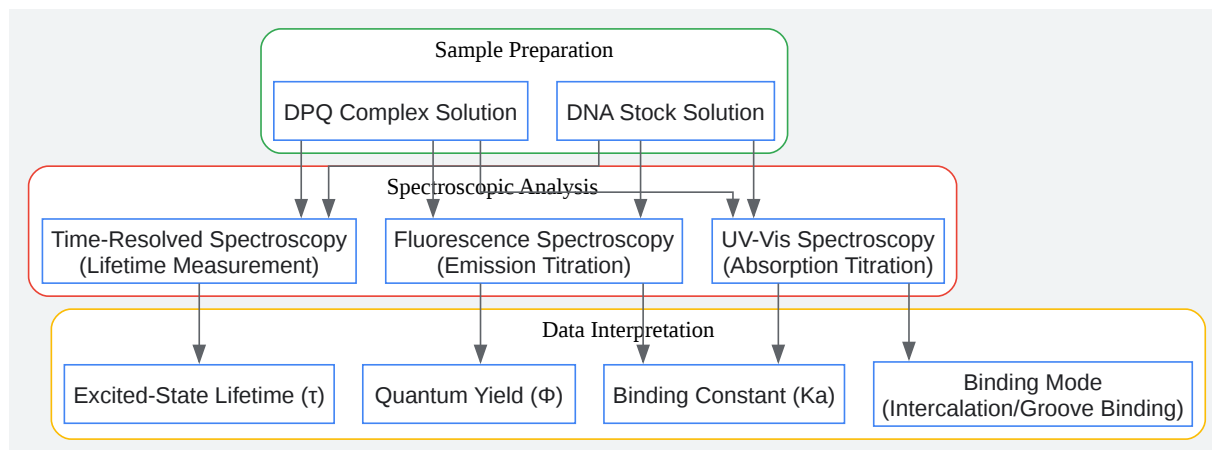 Sample Preparation
DPQ Complex Solution
DNA Stock Solution
Spectroscopic Analysis
Time-Resolved Spectroscopy
(Lifetime Measurement)
Fluorescence Spectroscopy
(Emission Titration)
UV-Vis Spectroscopy
(Absorption Titration)
Data Interpretation
Excited-State Lifetime (τ)
Quantum Yield (Φ)
Binding Constant (Ka)
Binding Mode
(Intercalation/Groove Binding)